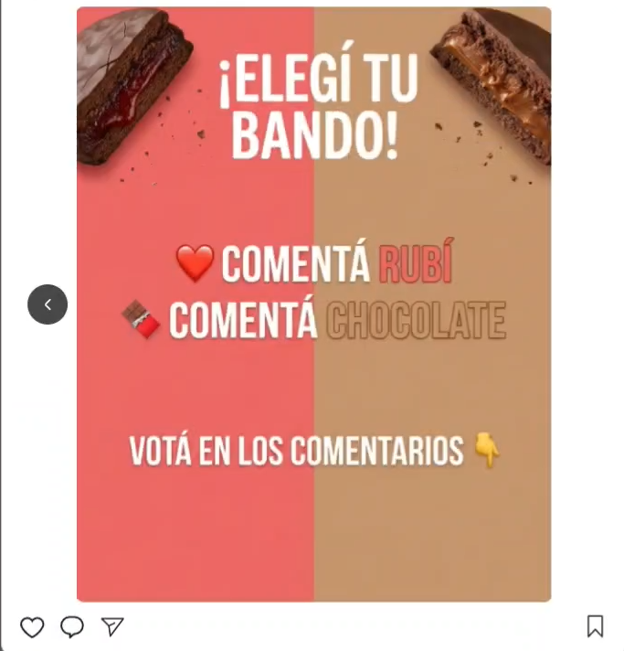 ¡ELEGÍ TU
BANDO!
❤️ COMENTÁ RUBÍ
🍫 COMENTÁ CHOCOLATE
VOTÁ EN LOS COMENTARIOS 👇